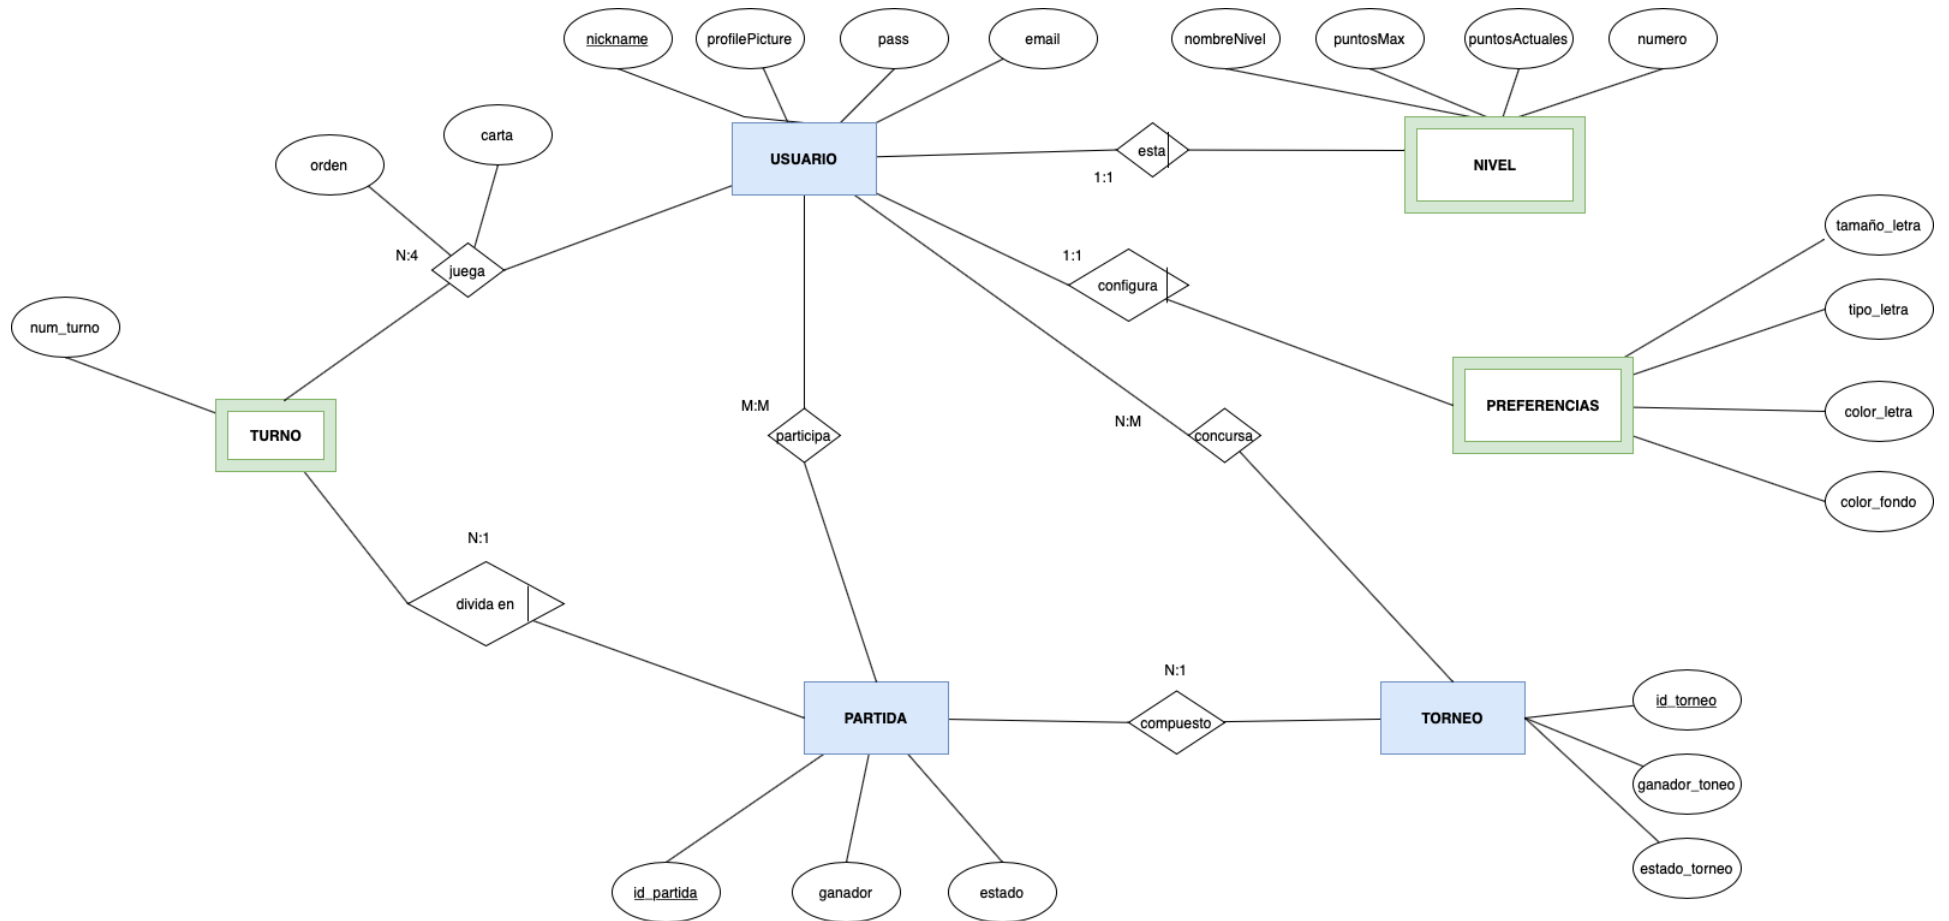 nickname
profilePicture
pass
email
nombreNivel
puntosMax
puntosActuales
numero
carta
orden
USUARIO
esta
NIVEL
1:1
tamaño_letra
N:4
juega
1:1
configura
tipo_letra
num_turno
M:M
PREFERENCIAS
color_letra
N:M
TURNO
participa
concursa
color_fondo
N:1
divida en
N:1
id_torneo
PARTIDA
compuesto
TORNEO
ganador_toneo
estado_torneo
id_partida
ganador
estado